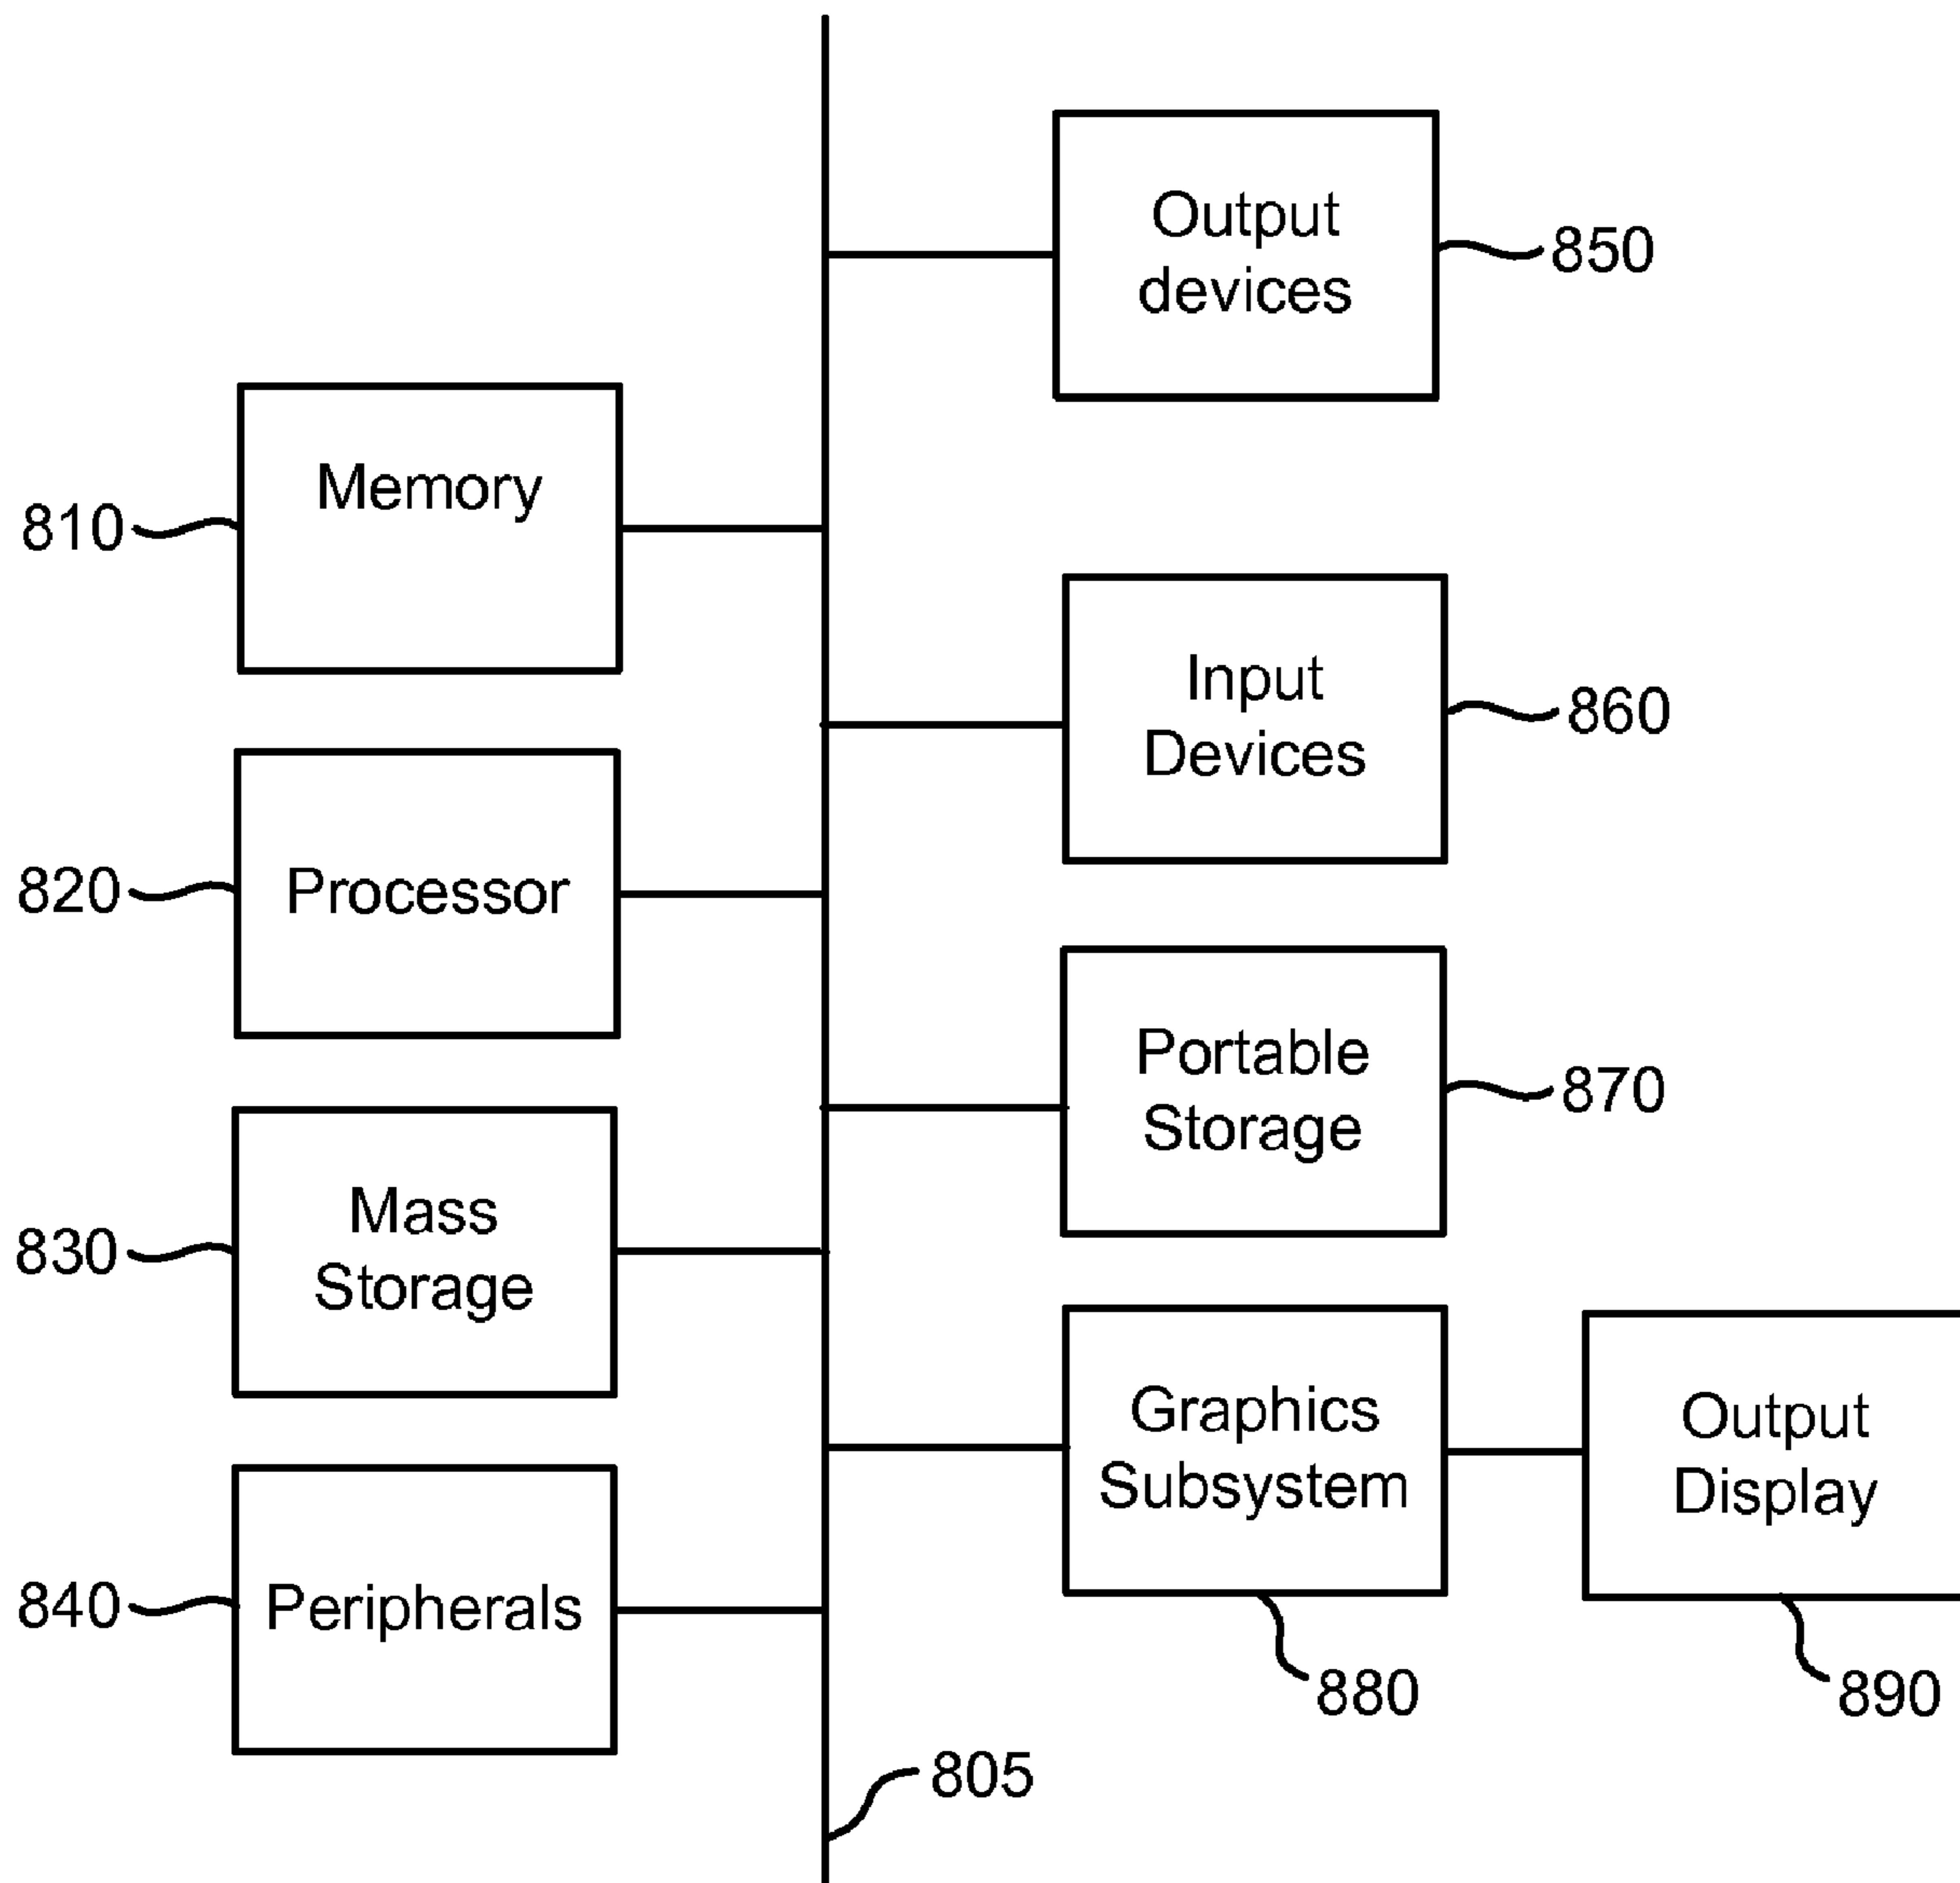 Output
devices
850
Memory
810
Input
Devices
860
Processor
820
Portable
Storage
870
Mass
Storage
830
Graphics
Subsystem
Output
Display
Peripherals
840
880
890
805